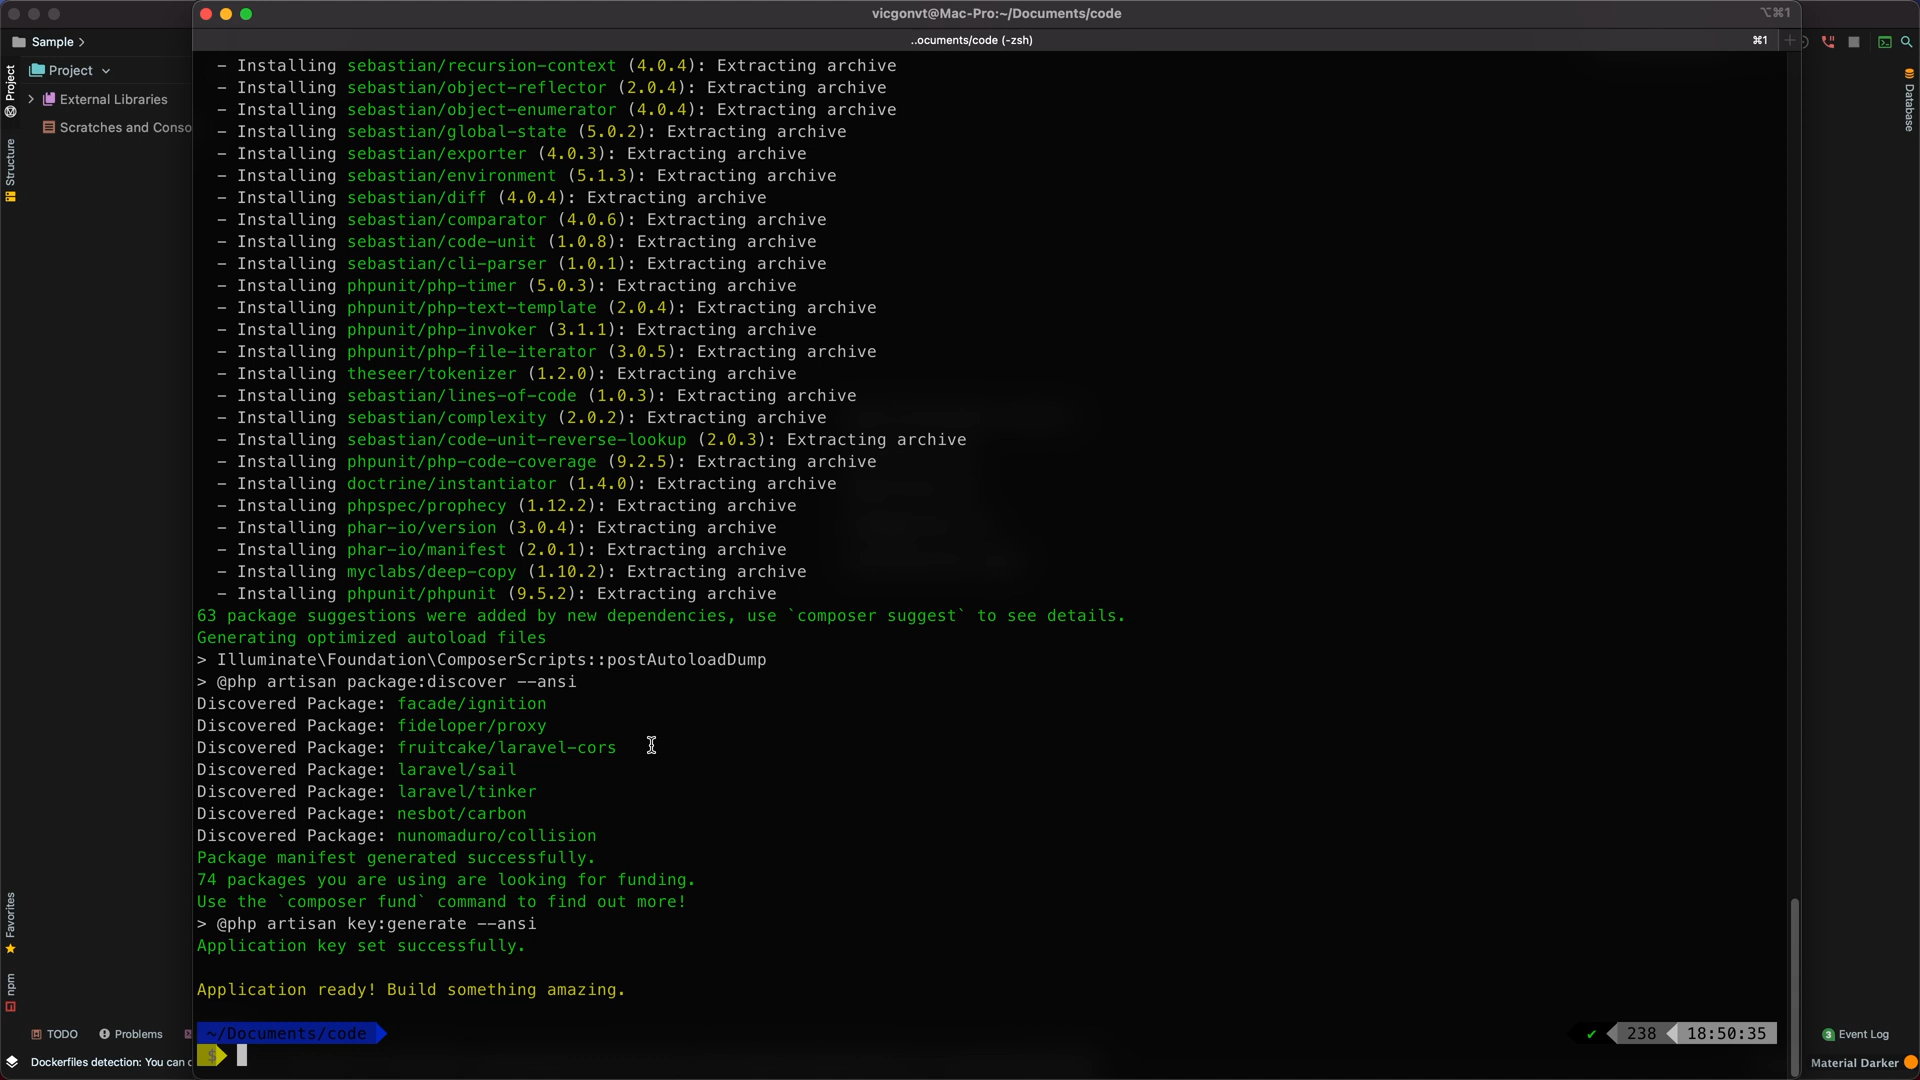 vicgonvt@Mac-Pro:~/Documents/code
⌥⌘1
..ocuments/code (-zsh)
⌘1
Sample
Project
External Libraries
Scratches and Conso
Project
Structure
Favorites
npm
Database
- Installing sebastian/recursion-context (4.0.4): Extracting archive
- Installing sebastian/object-reflector (2.0.4): Extracting archive
- Installing sebastian/object-enumerator (4.0.4): Extracting archive
- Installing sebastian/global-state (5.0.2): Extracting archive
- Installing sebastian/exporter (4.0.3): Extracting archive
- Installing sebastian/environment (5.1.3): Extracting archive
- Installing sebastian/diff (4.0.4): Extracting archive
- Installing sebastian/comparator (4.0.6): Extracting archive
- Installing sebastian/code-unit (1.0.8): Extracting archive
- Installing sebastian/cli-parser (1.0.1): Extracting archive
- Installing phpunit/php-timer (5.0.3): Extracting archive
- Installing phpunit/php-text-template (2.0.4): Extracting archive
- Installing phpunit/php-invoker (3.1.1): Extracting archive
- Installing phpunit/php-file-iterator (3.0.5): Extracting archive
- Installing theseer/tokenizer (1.2.0): Extracting archive
- Installing sebastian/lines-of-code (1.0.3): Extracting archive
- Installing sebastian/complexity (2.0.2): Extracting archive
- Installing sebastian/code-unit-reverse-lookup (2.0.3): Extracting archive
- Installing phpunit/php-code-coverage (9.2.5): Extracting archive
- Installing doctrine/instantiator (1.4.0): Extracting archive
- Installing phpspec/prophecy (1.12.2): Extracting archive
- Installing phar-io/version (3.0.4): Extracting archive
- Installing phar-io/manifest (2.0.1): Extracting archive
- Installing myclabs/deep-copy (1.10.2): Extracting archive
- Installing phpunit/phpunit (9.5.2): Extracting archive
63 package suggestions were added by new dependencies, use `composer suggest` to see details.
Generating optimized autoload files
> Illuminate\Foundation\ComposerScripts::postAutoloadDump
> @php artisan package:discover --ansi
Discovered Package: facade/ignition
Discovered Package: fideloper/proxy
Discovered Package: fruitcake/laravel-cors
Discovered Package: laravel/sail
Discovered Package: laravel/tinker
Discovered Package: nesbot/carbon
Discovered Package: nunomaduro/collision
Package manifest generated successfully.
74 packages you are using are looking for funding.
Use the `composer fund` command to find out more!
> @php artisan key:generate --ansi
Application key set successfully.
Application ready! Build something amazing.
~/Documents/code
✔ 238 18:50:35
$
TODO
Problems
3 Event Log
Dockerfiles detection: You can c
Material Darker